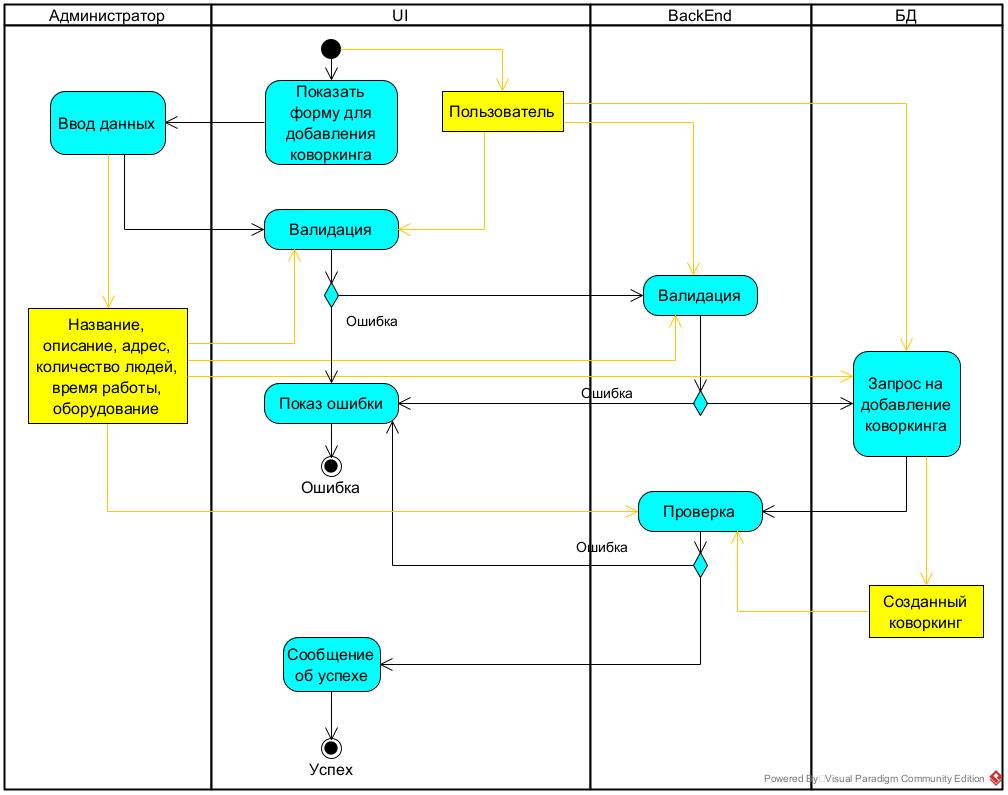 Администратор
UI
BackEnd
БД
Показать
форму для
добавления
коворкинга
Ввод данных
Пользователь
Валидация
Валидация
Ошибка
Название,
описание, адрес,
количество людей,
время работы,
оборудование
Показ ошибки
Ошибка
Запрос на
добавление
коворкинга
Ошибка
Проверка
Ошибка
Созданный
коворкинг
Сообщение
об успехе
Успех
Powered By Visual Paradigm Community Edition